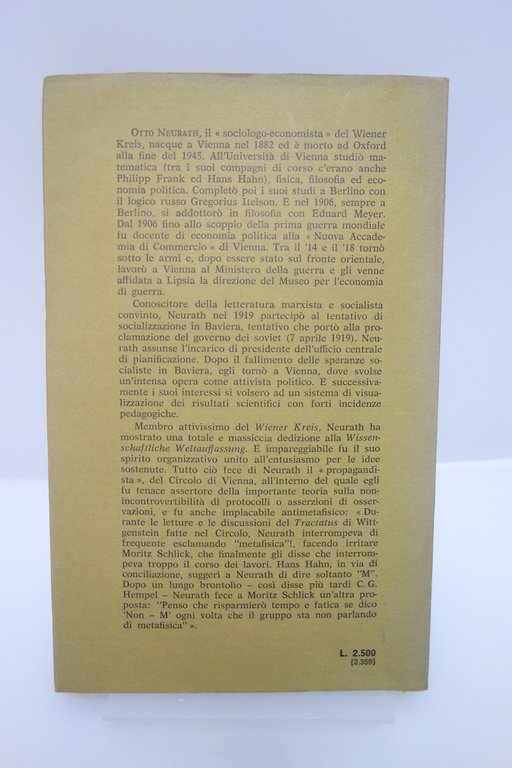 OTTO NEURATH, il « sociologo-economista » del Wiener
Kreis, nacque a Vienna nel 1882 ed è morto ad Oxford
alla fine del 1945. All'Università di Vienna studiò ma-
tematica (tra i suoi compagni di corso c'erano anche
Philipp Frank ed Hans Hahn), fisica, filosofia ed eco-
nomia politica. Completò poi i suoi studi a Berlino con
il logico russo Gregorius Itelson. E nel 1906, sempre a
Berlino, si addottorò in filosofia con Eduard Meyer.
Dal 1906 fino allo scoppio della prima guerra mondiale
fu docente di economia politica alla « Nuova Accade-
mia di Commercio » di Vienna. Tra il '14 e il '18 tornò
sotto le armi e, dopo essere stato sul fronte orientale,
lavorò a Vienna al Ministero della guerra e gli venne
affidata a Lipsia la direzione del Museo per l'economia
di guerra.
Conoscitore della letteratura marxista e socialista
convinto, Neurath nel 1919 partecipò al tentativo di
socializzazione in Baviera, tentativo che portò alla pro-
clamazione del governo dei soviet (7 aprile 1919). Neu-
rath assunse l'incarico di presidente dell'ufficio centrale
di pianificazione. Dopo il fallimento delle speranze so-
cialiste in Baviera, egli tornò a Vienna, dove svolse
un'intensa opera come attivista politico. E successiva-
mente i suoi interessi si volsero ad un sistema di visua-
lizzazione dei risultati scientifici con forti incidenze
pedagogiche.
Membro attivissimo del Wiener Kreis, Neurath ha
mostrato una totale e massiccia dedizione alla Wissen-
schaftliche Weltauffassung. E impareggiabile fu il suo
spirito organizzativo unito all'entusiasmo per le idee
sostenute. Tutto ciò fece di Neurath il « propagandi-
sta », del Circolo di Vienna, all'interno del quale egli
fu tenace assertore della importante teoria sulla non-
incontrovertibilità di protocolli o asserzioni di osser-
vazioni, e fu anche implacabile antimetafisico: « Du-
rante le letture e le discussioni del Tractatus di Witt-
genstein fatte nel Circolo, Neurath interrompeva di
frequente esclamando "metafisica"!, facendo irritare
Moritz Schlick, che finalmente gli disse che interrom-
peva troppo il corso dei lavori. Hans Hahn, in via di
conciliazione, suggerì a Neurath di dire soltanto "M".
Dopo un lungo brontolio – così disse più tardi C. G.
Hempel – Neurath fece a Moritz Schlick un'altra pro-
posta: "Penso che risparmierò tempo e fatica se dico
'Non – M' ogni volta che il gruppo sta non parlando
di metafisica" ».
L. 2.500
(2.359)